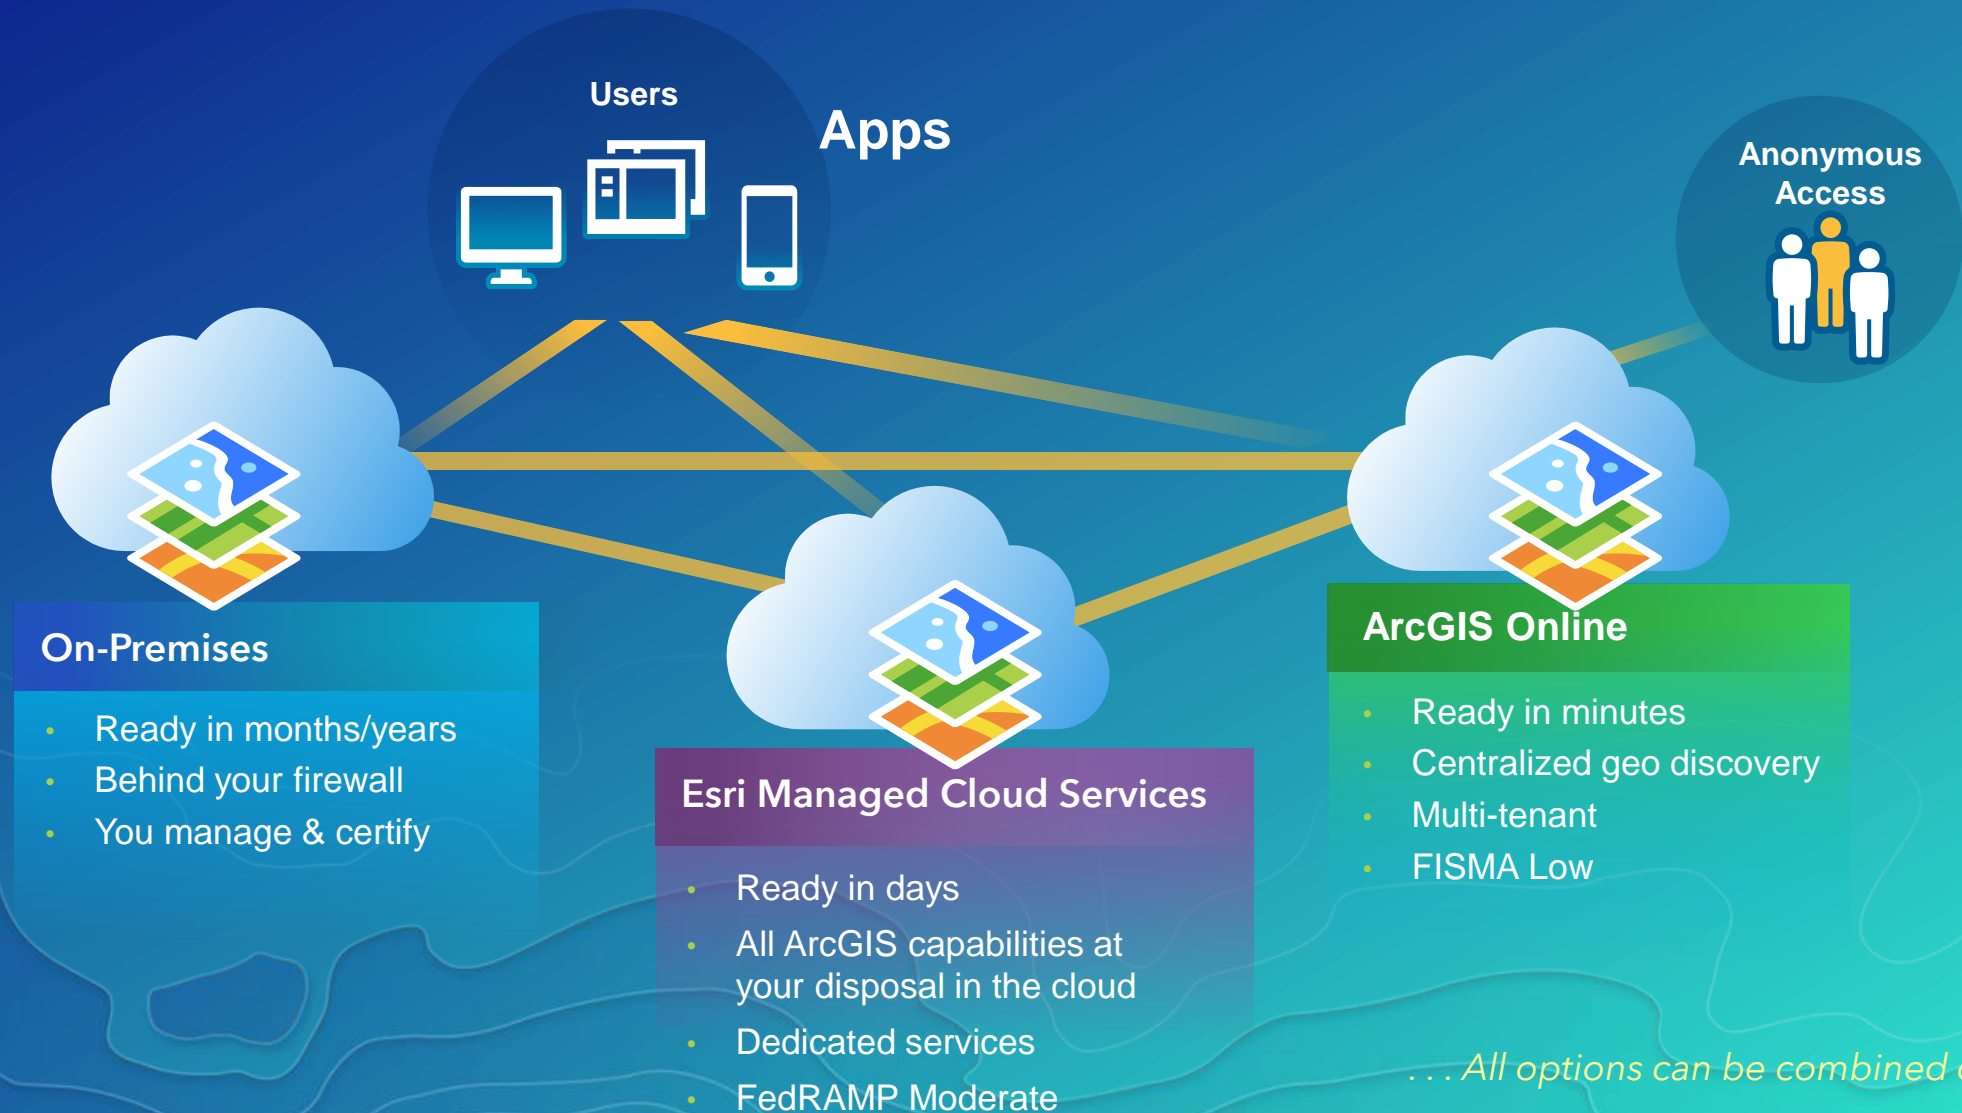 Users
Apps
Anonymous
Access
On-Premises
• Ready in months/years
• Behind your firewall
• You manage & certify
Esri Managed Cloud Services
• Ready in days
• All ArcGIS capabilities at
your disposal in the cloud
• Dedicated services
• FedRAMP Moderate
ArcGIS Online
• Ready in minutes
• Centralized geo discovery
• Multi-tenant
• FISMA Low
. . . All options can be combined